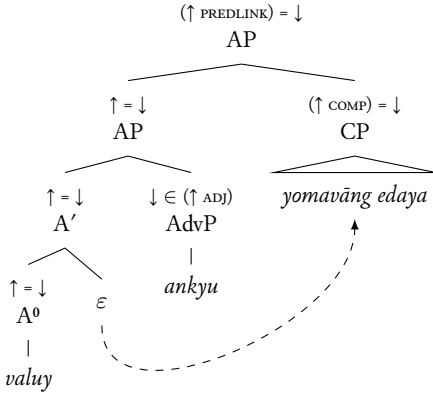 (↑ PREDLINK) = ↓
AP
↑ = ↓ (↑ COMP) = ↓
AP CP
↑ = ↓ ↓ ∈ (↑ ADJ) yomavāng edaya
A′ AdvP
↑ = ↓ ε ankyu
A⁰
valuy